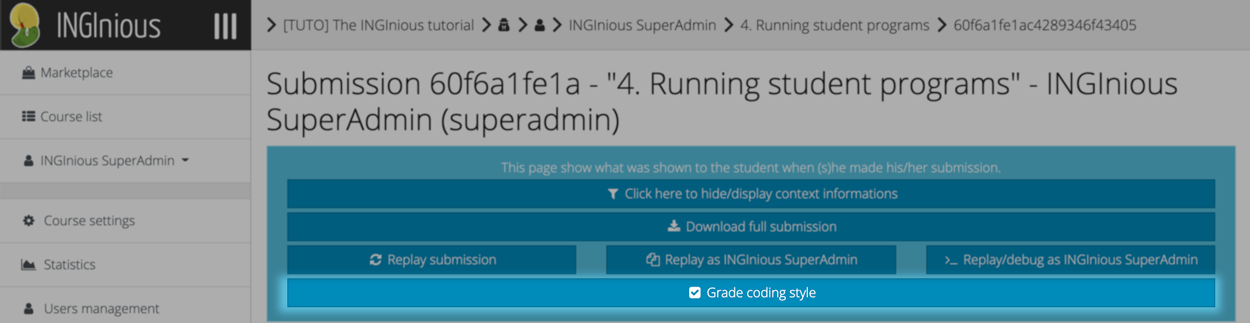 INGInious
[TUTO] The INGInious tutorial > > > INGInious SuperAdmin > 4. Running student programs > 60f6a1fe1ac4289346f43405
Marketplace
Course list
INGInious SuperAdmin
Course settings
Statistics
Users management
Submission 60f6a1fe1a - "4. Running student programs" - INGInious
SuperAdmin (superadmin)
This page show what was shown to the student when (s)he made his/her submission.
Click here to hide/display context informations
Download full submission
Replay submission
Replay as INGInious SuperAdmin
>_ Replay/debug as INGInious SuperAdmin
Grade coding style